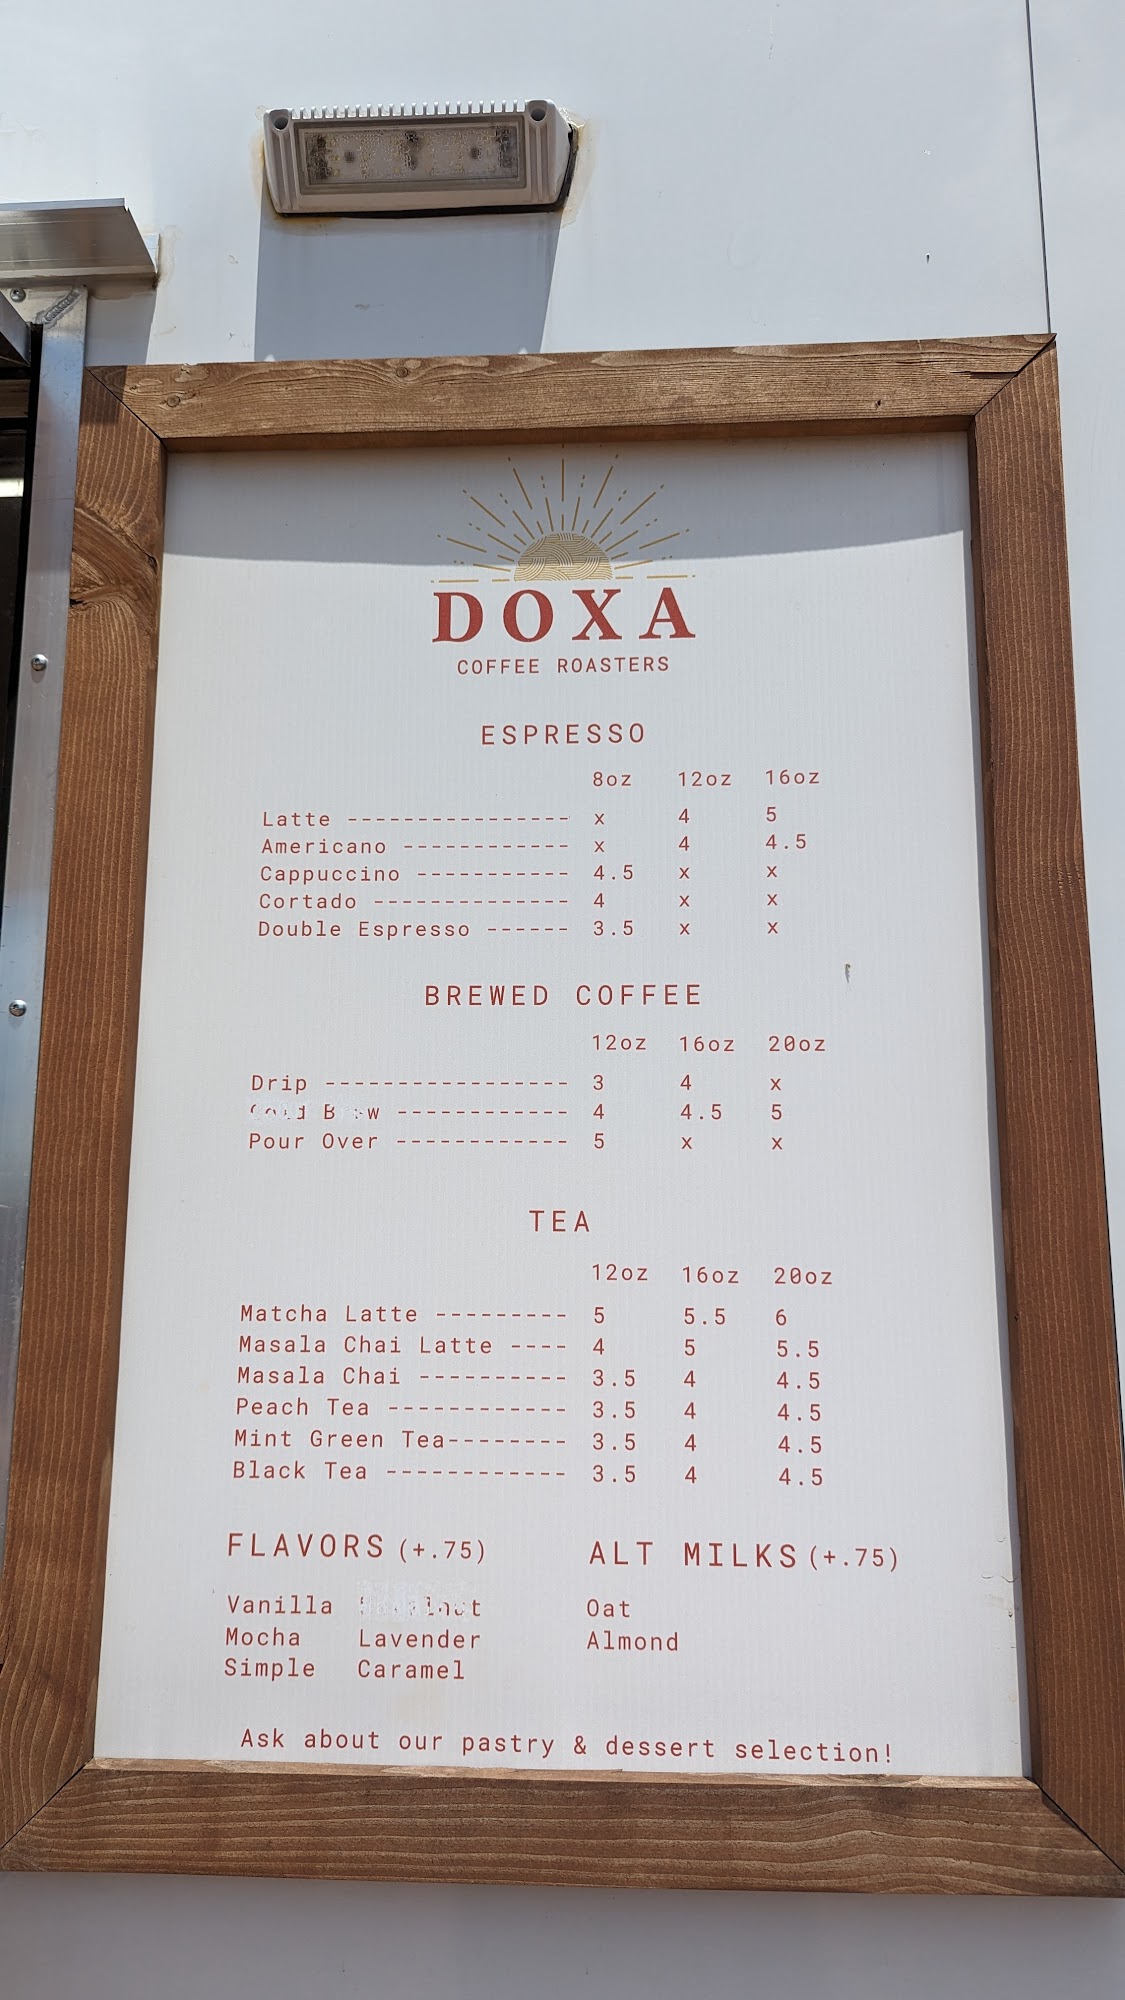 DOXA
COFFEE ROASTERS
ESPRESSO
8oz 12oz 16oz
Latte ---------------- x 4 5
Americano ------------ x 4 4.5
Cappuccino ----------- 4.5 x x
Cortado -------------- 4 x x
Double Espresso ------ 3.5 x x
BREWED COFFEE
12oz 16oz 20oz
Drip ----------------- 3 4 x
Cold Brew ------------ 4 4.5 5
Pour Over ------------ 5 x x
TEA
12oz 16oz 20oz
Matcha Latte --------- 5 5.5 6
Masala Chai Latte ---- 4 5 5.5
Masala Chai ---------- 3.5 4 4.5
Peach Tea ------------ 3.5 4 4.5
Mint Green Tea-------- 3.5 4 4.5
Black Tea ------------ 3.5 4 4.5
FLAVORS (+.75) ALT MILKS (+.75)
Vanilla Oat
Mocha Lavender Almond
Simple Caramel
Ask about our pastry & dessert selection!